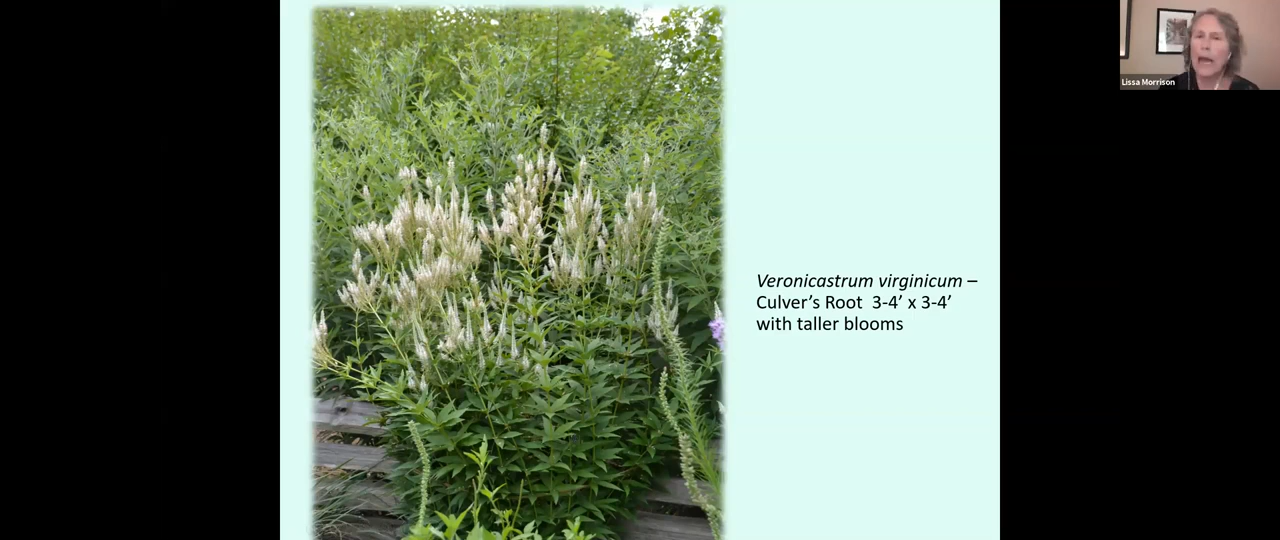 Lissa Morrison
Veronicastrum virginicum –
Culver’s Root  3-4’ x 3-4’
with taller blooms